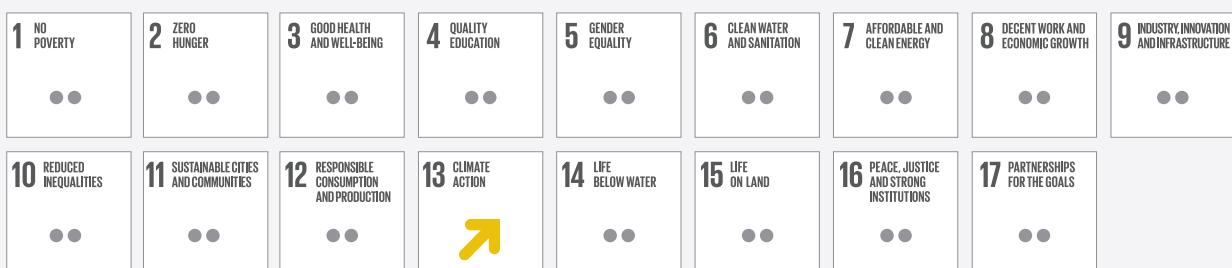 1 NO
POVERTY
2 ZERO
HUNGER
3 GOOD HEALTH
AND WELL-BEING
4 QUALITY
EDUCATION
5 GENDER
EQUALITY
6 CLEAN WATER
AND SANITATION
7 AFFORDABLE AND
CLEAN ENERGY
8 DECENT WORK AND
ECONOMIC GROWTH
9 INDUSTRY, INNOVATION
AND INFRASTRUCTURE
10 REDUCED
INEQUALITIES
11 SUSTAINABLE CITIES
AND COMMUNITIES
12 RESPONSIBLE
CONSUMPTION
AND PRODUCTION
13 CLIMATE
ACTION
14 LIFE
BELOW WATER
15 LIFE
ON LAND
16 PEACE, JUSTICE
AND STRONG
INSTITUTIONS
17 PARTNERSHIPS
FOR THE GOALS